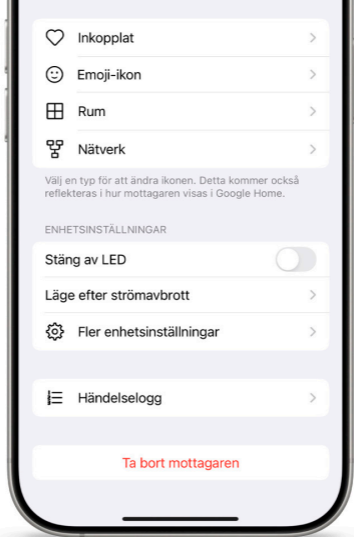 Inkopplat
Emoji-ikon
Rum
Nätverk
Välj en typ för att ändra ikonen. Detta kommer också
reflekteras i hur mottagaren visas i Google Home.
ENHETSINSTÄLLNINGAR
Stäng av LED
Läge efter strömavbrott
Fler enhetsinställningar
Händelselogg
Ta bort mottagaren